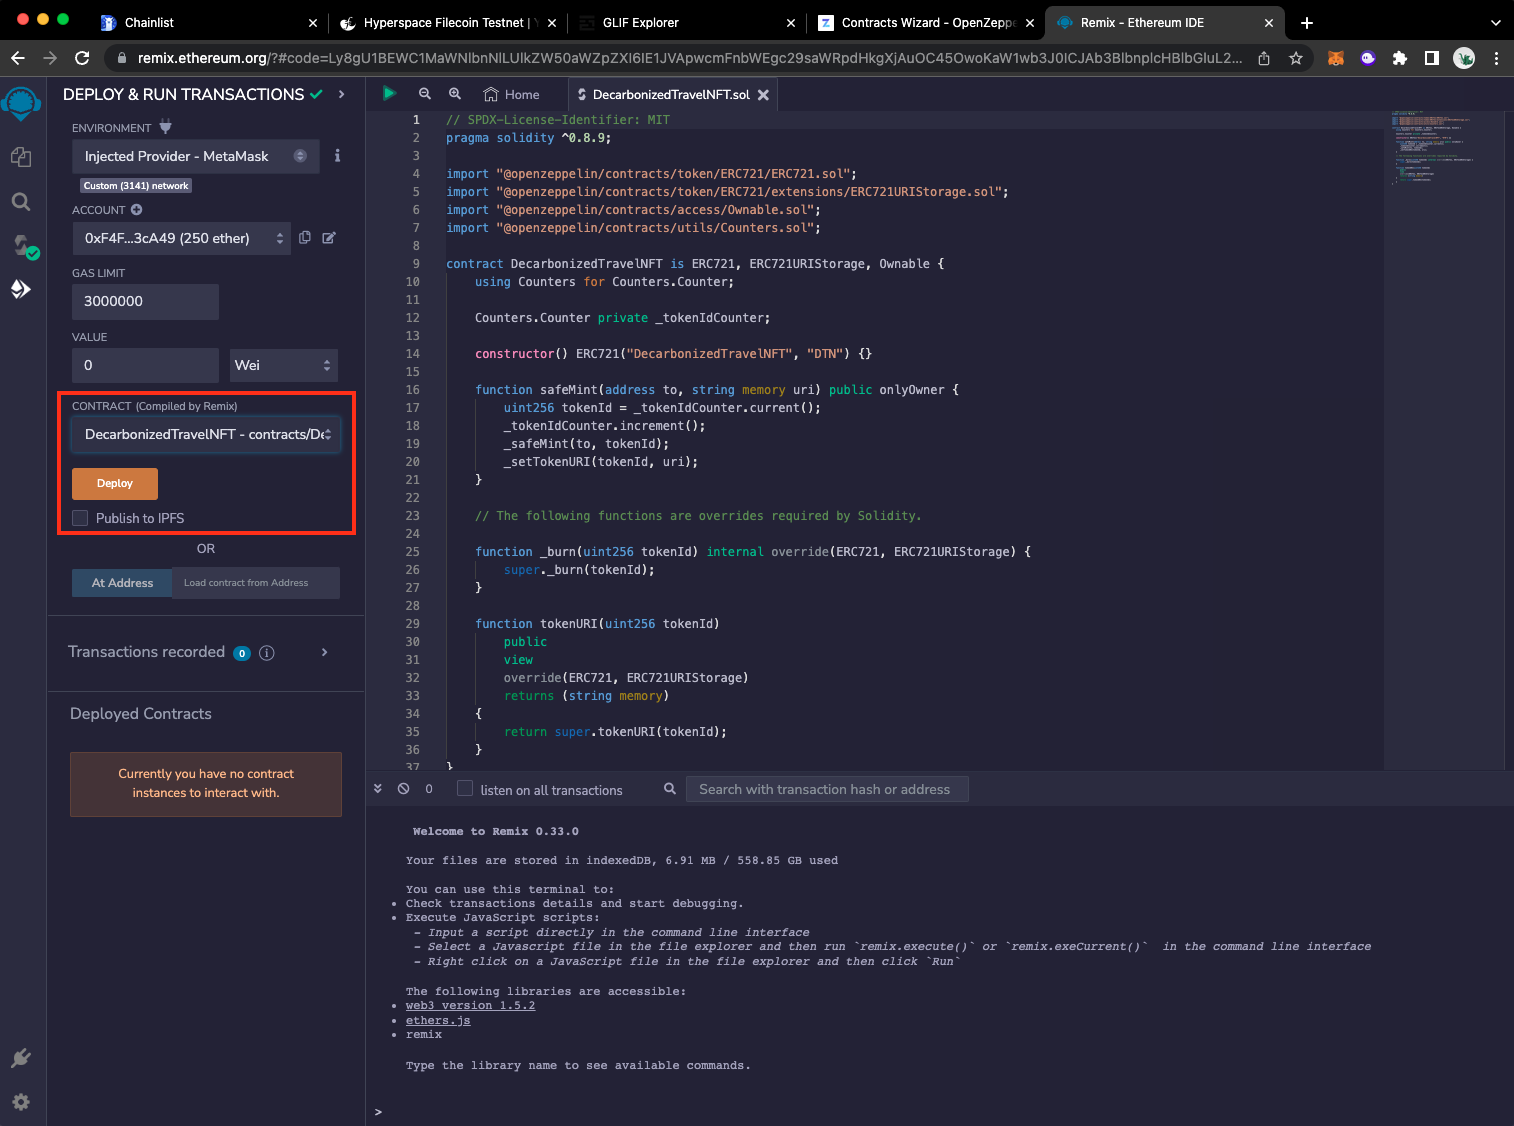 Chainlist
Hyperspace Filecoin Testnet | Y
GLIF Explorer
Contracts Wizard - OpenZeppe
Remix - Ethereum IDE
remix.ethereum.org/?#code=Ly8gU1BEWC1MaWNlbnNlLUlkZW50aWZpZXI6IE1JVApwcmFnbWEgc29saWRpdHkgXjAuOC45OwoKaW1wb3J0ICJAb3BlbnplcHBlbGluL2...
DEPLOY & RUN TRANSACTIONS
ENVIRONMENT
Injected Provider - MetaMask
Custom (3141) network
ACCOUNT
0xF4F...3cA49 (250 ether)
GAS LIMIT
3000000
VALUE
0
Wei
CONTRACT (Compiled by Remix)
DecarbonizedTravelNFT - contracts/De
Deploy
Publish to IPFS
OR
At Address
Load contract from Address
Transactions recorded 0
Deployed Contracts
Currently you have no contract
instances to interact with.
Home
DecarbonizedTravelNFT.sol
1 // SPDX-License-Identifier: MIT
2 pragma solidity ^0.8.9;
3
4 import "@openzeppelin/contracts/token/ERC721/ERC721.sol";
5 import "@openzeppelin/contracts/token/ERC721/extensions/ERC721URIStorage.sol";
6 import "@openzeppelin/contracts/access/Ownable.sol";
7 import "@openzeppelin/contracts/utils/Counters.sol";
8
9 contract DecarbonizedTravelNFT is ERC721, ERC721URIStorage, Ownable {
10 using Counters for Counters.Counter;
11
12 Counters.Counter private _tokenIdCounter;
13
14 constructor() ERC721("DecarbonizedTravelNFT", "DTN") {}
15
16 function safeMint(address to, string memory uri) public onlyOwner {
17 uint256 tokenId = _tokenIdCounter.current();
18 _tokenIdCounter.increment();
19 _safeMint(to, tokenId);
20 _setTokenURI(tokenId, uri);
21 }
22
23 // The following functions are overrides required by Solidity.
24
25 function _burn(uint256 tokenId) internal override(ERC721, ERC721URIStorage) {
26 super._burn(tokenId);
27 }
28
29 function tokenURI(uint256 tokenId)
30 public
31 view
32 override(ERC721, ERC721URIStorage)
33 returns (string memory)
34 {
35 return super.tokenURI(tokenId);
36 }
37 }
0
listen on all transactions
Search with transaction hash or address
Welcome to Remix 0.33.0
Your files are stored in indexedDB, 6.91 MB / 558.85 GB used
You can use this terminal to:
• Check transactions details and start debugging.
• Execute JavaScript scripts:
- Input a script directly in the command line interface
- Select a Javascript file in the file explorer and then run `remix.execute()` or `remix.exeCurrent()` in the command line interface
- Right click on a JavaScript file in the file explorer and then click `Run`
The following libraries are accessible:
• web3 version 1.5.2
• ethers.js
• remix
Type the library name to see available commands.
>